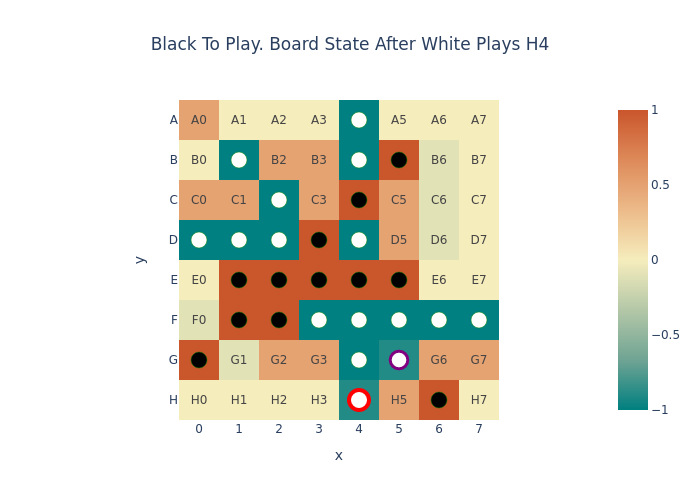 Black To Play. Board State After White Plays H4
A A0 A1 A2 A3 A5 A6 A7
B B0 B2 B3 B6 B7
C C0 C1 C3 C5 C6 C7
D D5 D6 D7
E E0 E6 E7
F F0
G G1 G2 G3 G6 G7
H H0 H1 H2 H3 H5 H7
0 1 2 3 4 5 6 7
x
y
1
0.5
0
−0.5
−1